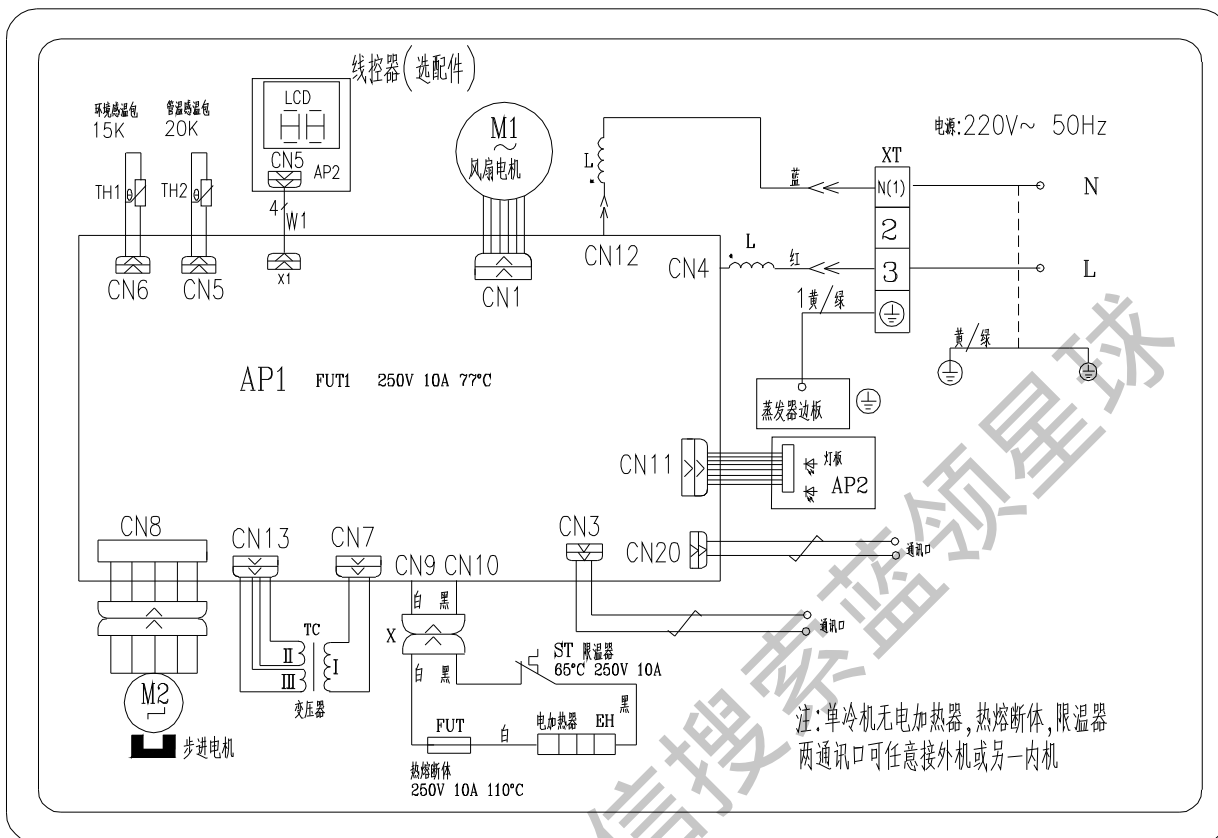 线控器(选配件)
环境感温包
15K
管温感温包
20K
LCD
CN5
AP2
M1
~
风扇电机
电源:220V~ 50Hz
XT
L
蓝
N(1)
N
TH1
θ
TH2
θ
4
W1
2
CN12
CN4
L
红
3
L
CN6
CN5
X1
CN1
1黄/绿
黄/绿
AP1 FUT1 250V 10A 77°C
蒸发器边板
CN11
灯板
AP2
CN8
CN13
CN7
CN9
CN10
CN3
CN20
通讯口
白
黑
X
通讯口
TC
II
III
I
变压器
白
黑
ST 限温器
65°C 250V 10A
黑
M2
步进电机
FUT
白
电加热器
EH
热熔断体
250V 10A 110°C
注:单冷机无电加热器,热熔断体,限温器
两通讯口可任意接外机或另一内机
信搜索蓝领星球